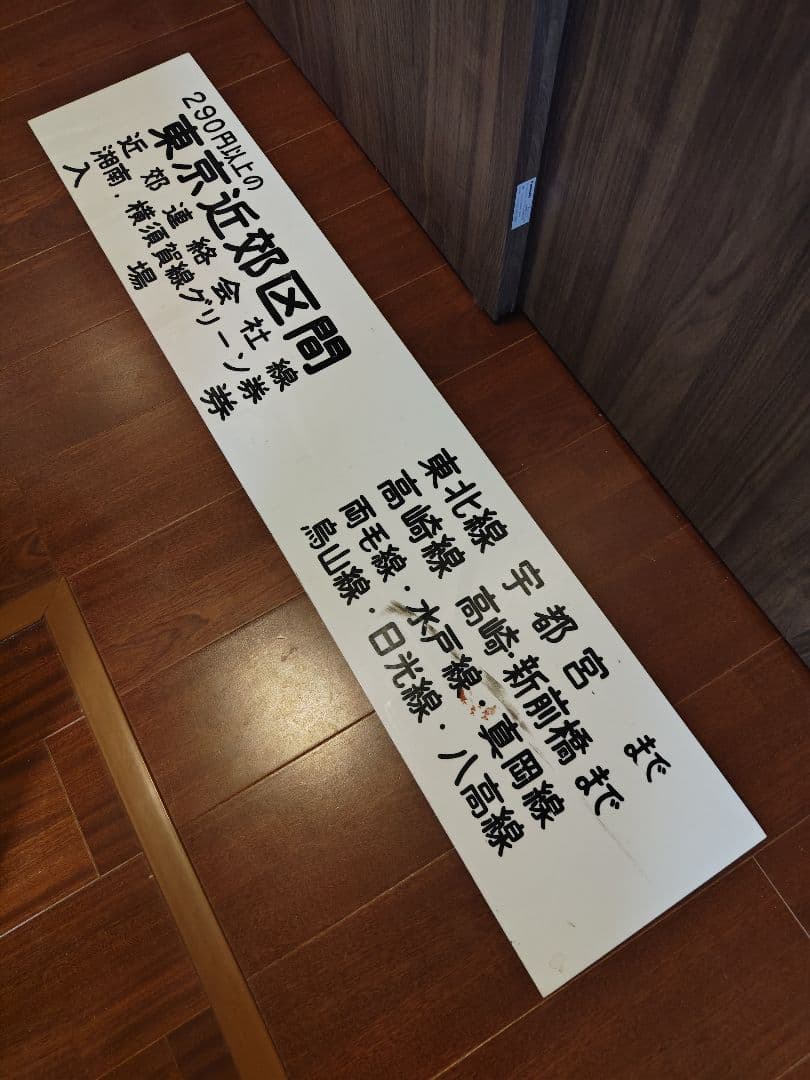 290円以上の
東京近郊区間
近郊連絡会社線
湘南・横須賀線グリーン券
入場券
東北線 宇都宮まで
高崎線 高崎・新前橋まで
両毛線・水戸線・真岡線
烏山線・日光線・八高線